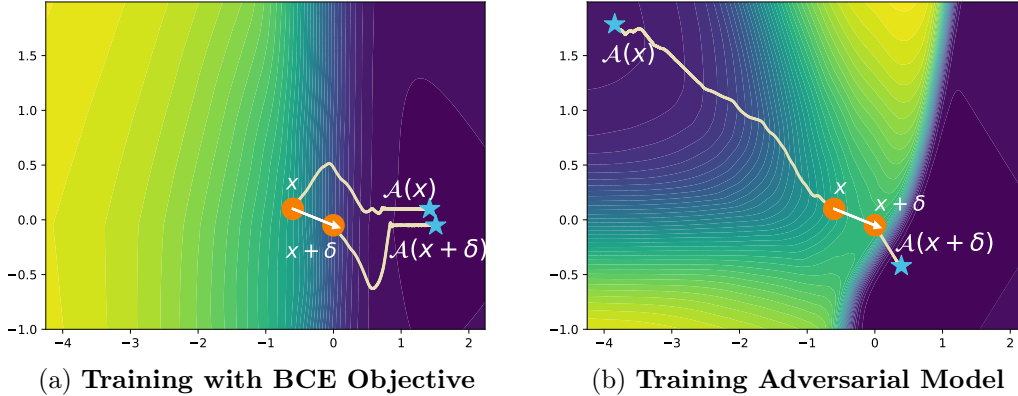 1.5
1.0
0.5
0.0
−0.5
−1.0
−4 −3 −2 −1 0 1 2
x
𝒜(x)
x + δ
𝒜(x + δ)
(a) Training with BCE Objective
1.5
1.0
0.5
0.0
−0.5
−1.0
−4 −3 −2 −1 0 1 2
𝒜(x)
x
x + δ
𝒜(x + δ)
(b) Training Adversarial Model